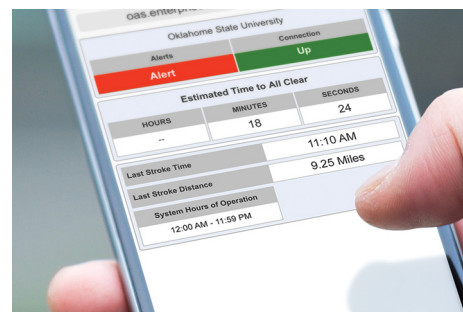 oas.enterpris
Oklahoma State University
Alerts Connection
Alert Up
Estimated Time to All Clear
HOURS MINUTES SECONDS
-- 18 24
Last Stroke Time 11:10 AM
Last Stroke Distance 9.25 Miles
System Hours of Operation
12:00 AM - 11:59 PM